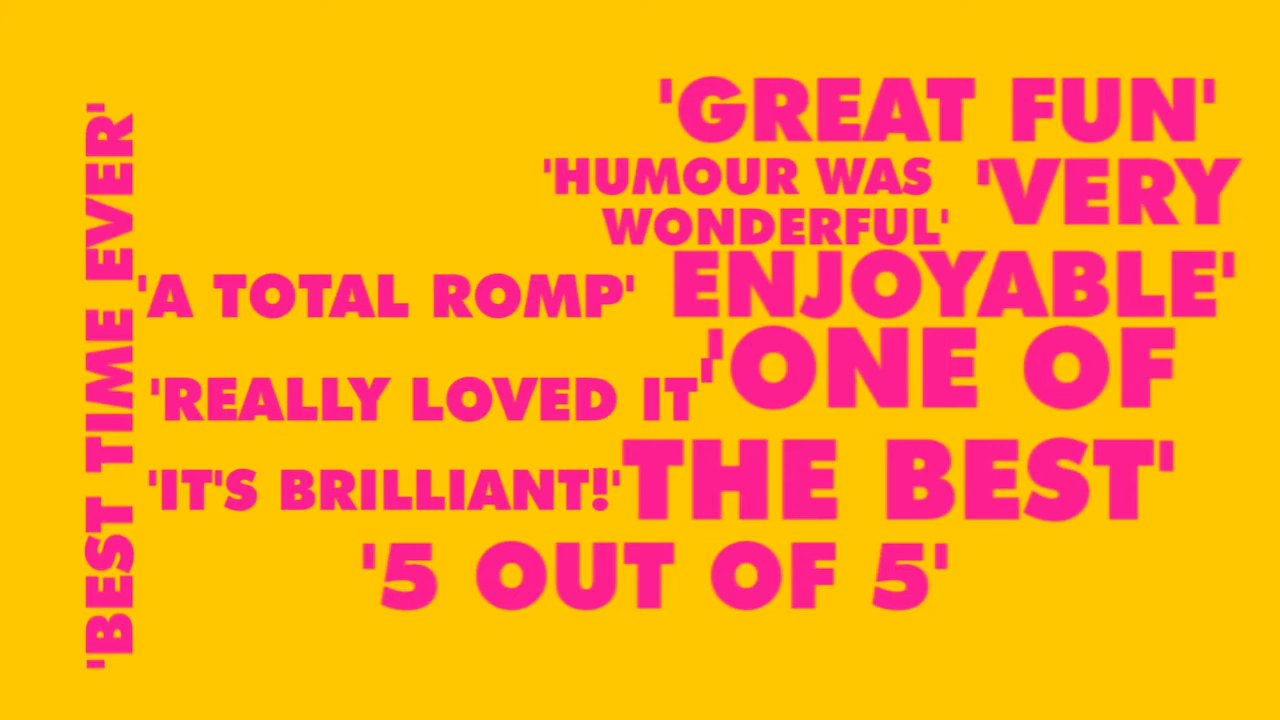 'BEST TIME EVER'
'GREAT FUN'
'HUMOUR WAS
WONDERFUL'
'VERY
ENJOYABLE'
'A TOTAL ROMP'
'REALLY LOVED IT'
'ONE OF
THE BEST'
'IT'S BRILLIANT!'
'5 OUT OF 5'